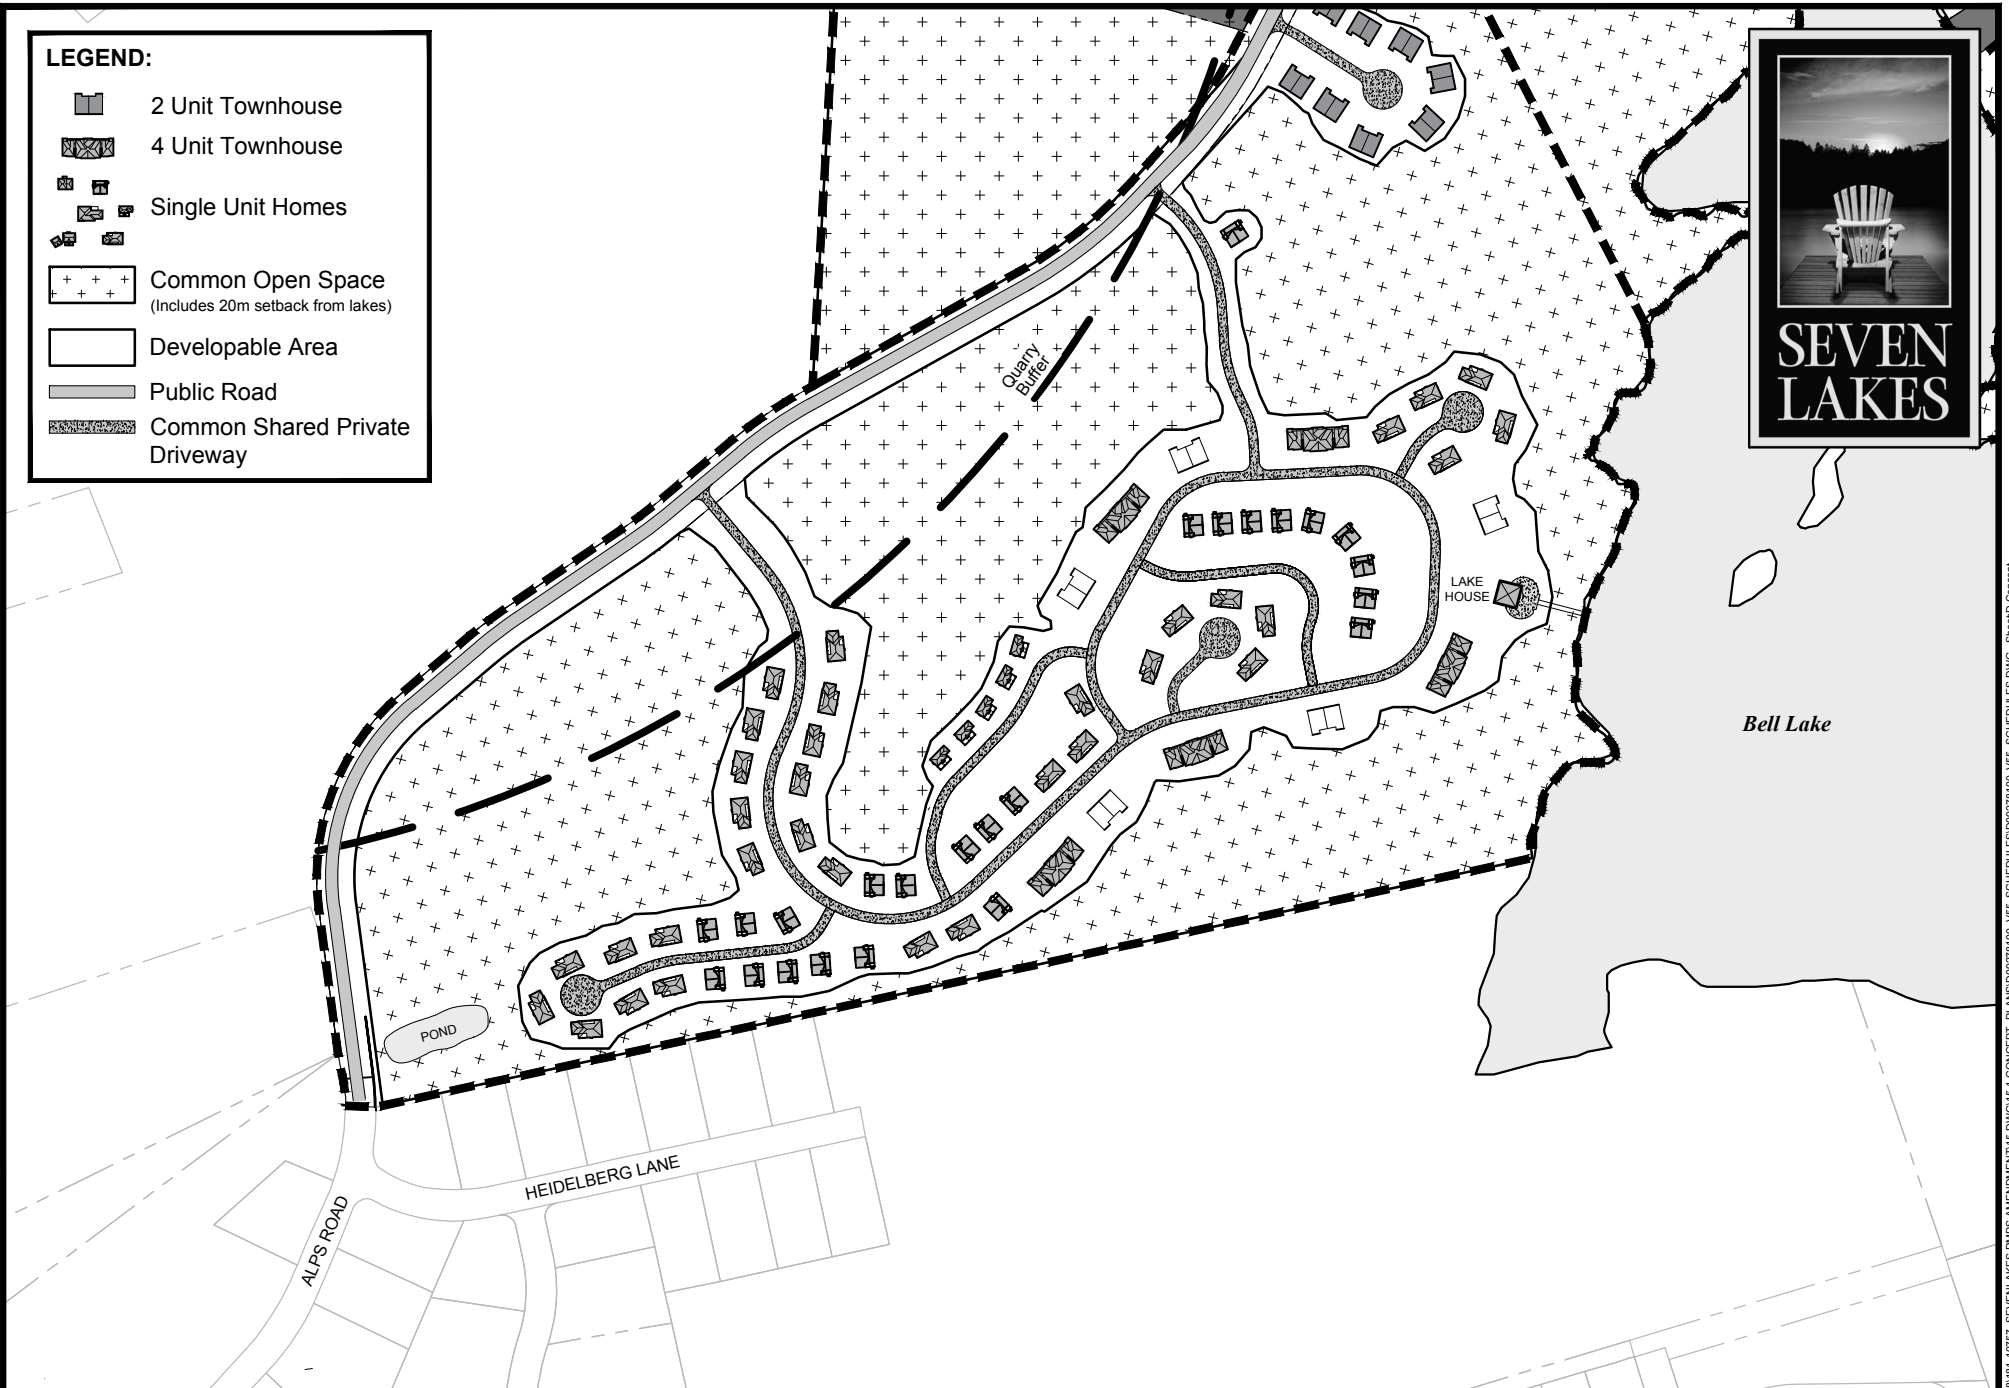 LEGEND:
2 Unit Townhouse
4 Unit Townhouse
Single Unit Homes
Common Open Space
(Includes 20m setback from lakes)
Developable Area
Public Road
Common Shared Private
Driveway
SEVEN
LAKES
Quarry
Buffer
LAKE
HOUSE
Bell Lake
POND
HEIDELBERG LANE
ALPS ROAD